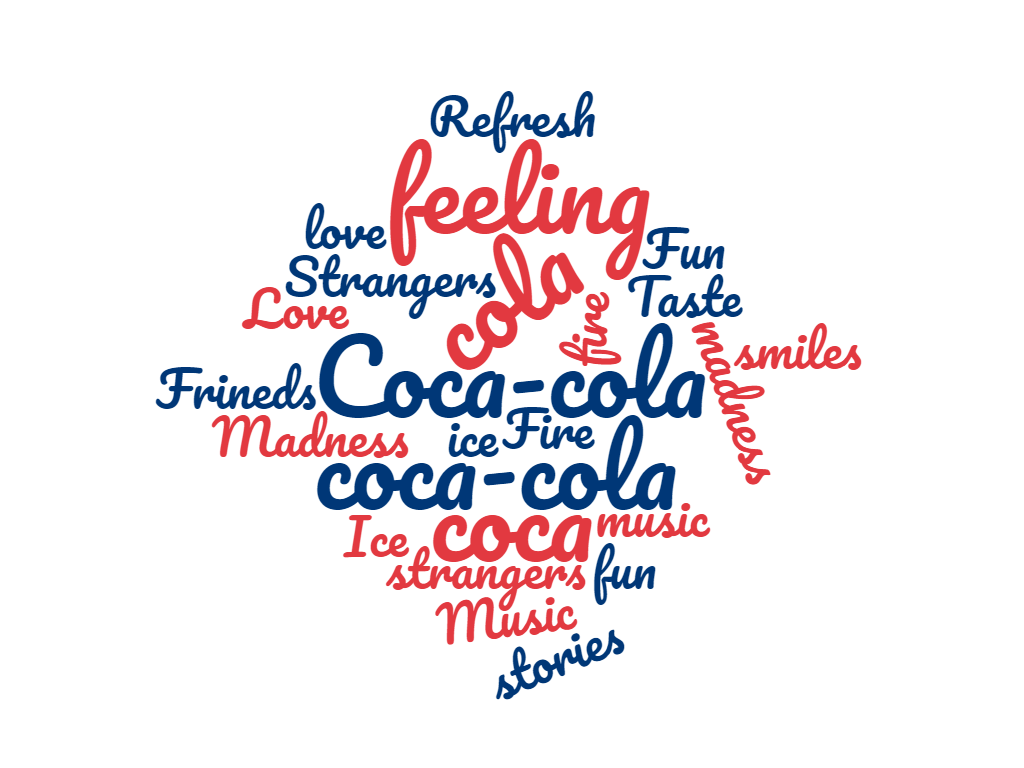 Refresh
feeling
love
Fun
Strangers
cola
Taste
Love
fire
madness
smiles
Coca-cola
Frineds
Madness
ice
Fire
coca-cola
Ice
coca
music
strangers
fun
Music
stories